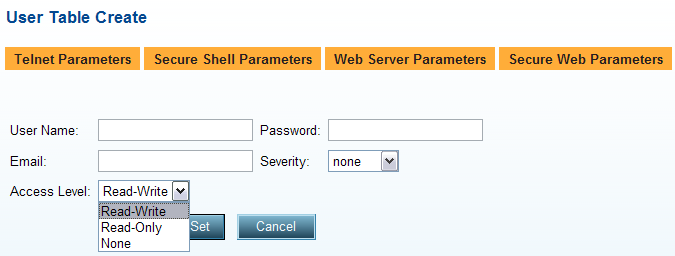 User Table Create
Telnet Parameters Secure Shell Parameters Web Server Parameters Secure Web Parameters
User Name: Password:
Email: Severity: none
Access Level: Read-Write
Read-Write
Read-Only Set Cancel
None